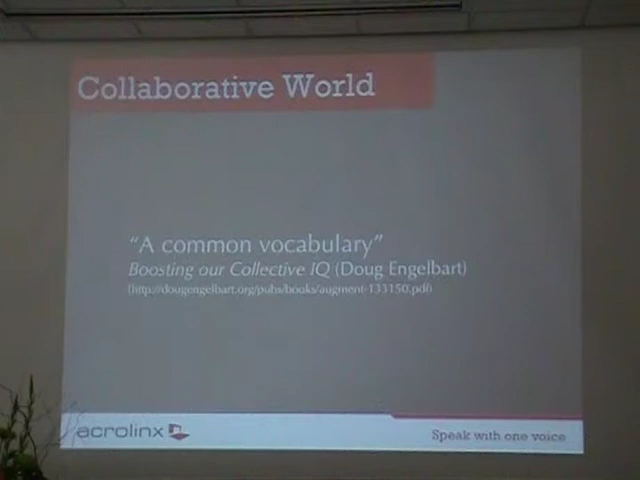 Collaborative World
“A common vocabulary”
Boosting our Collective IQ (Doug Engelbart)
(http://dougengelbart.org/pubs/books/augment-133150.pdf)
acrolinx
Speak with one voice